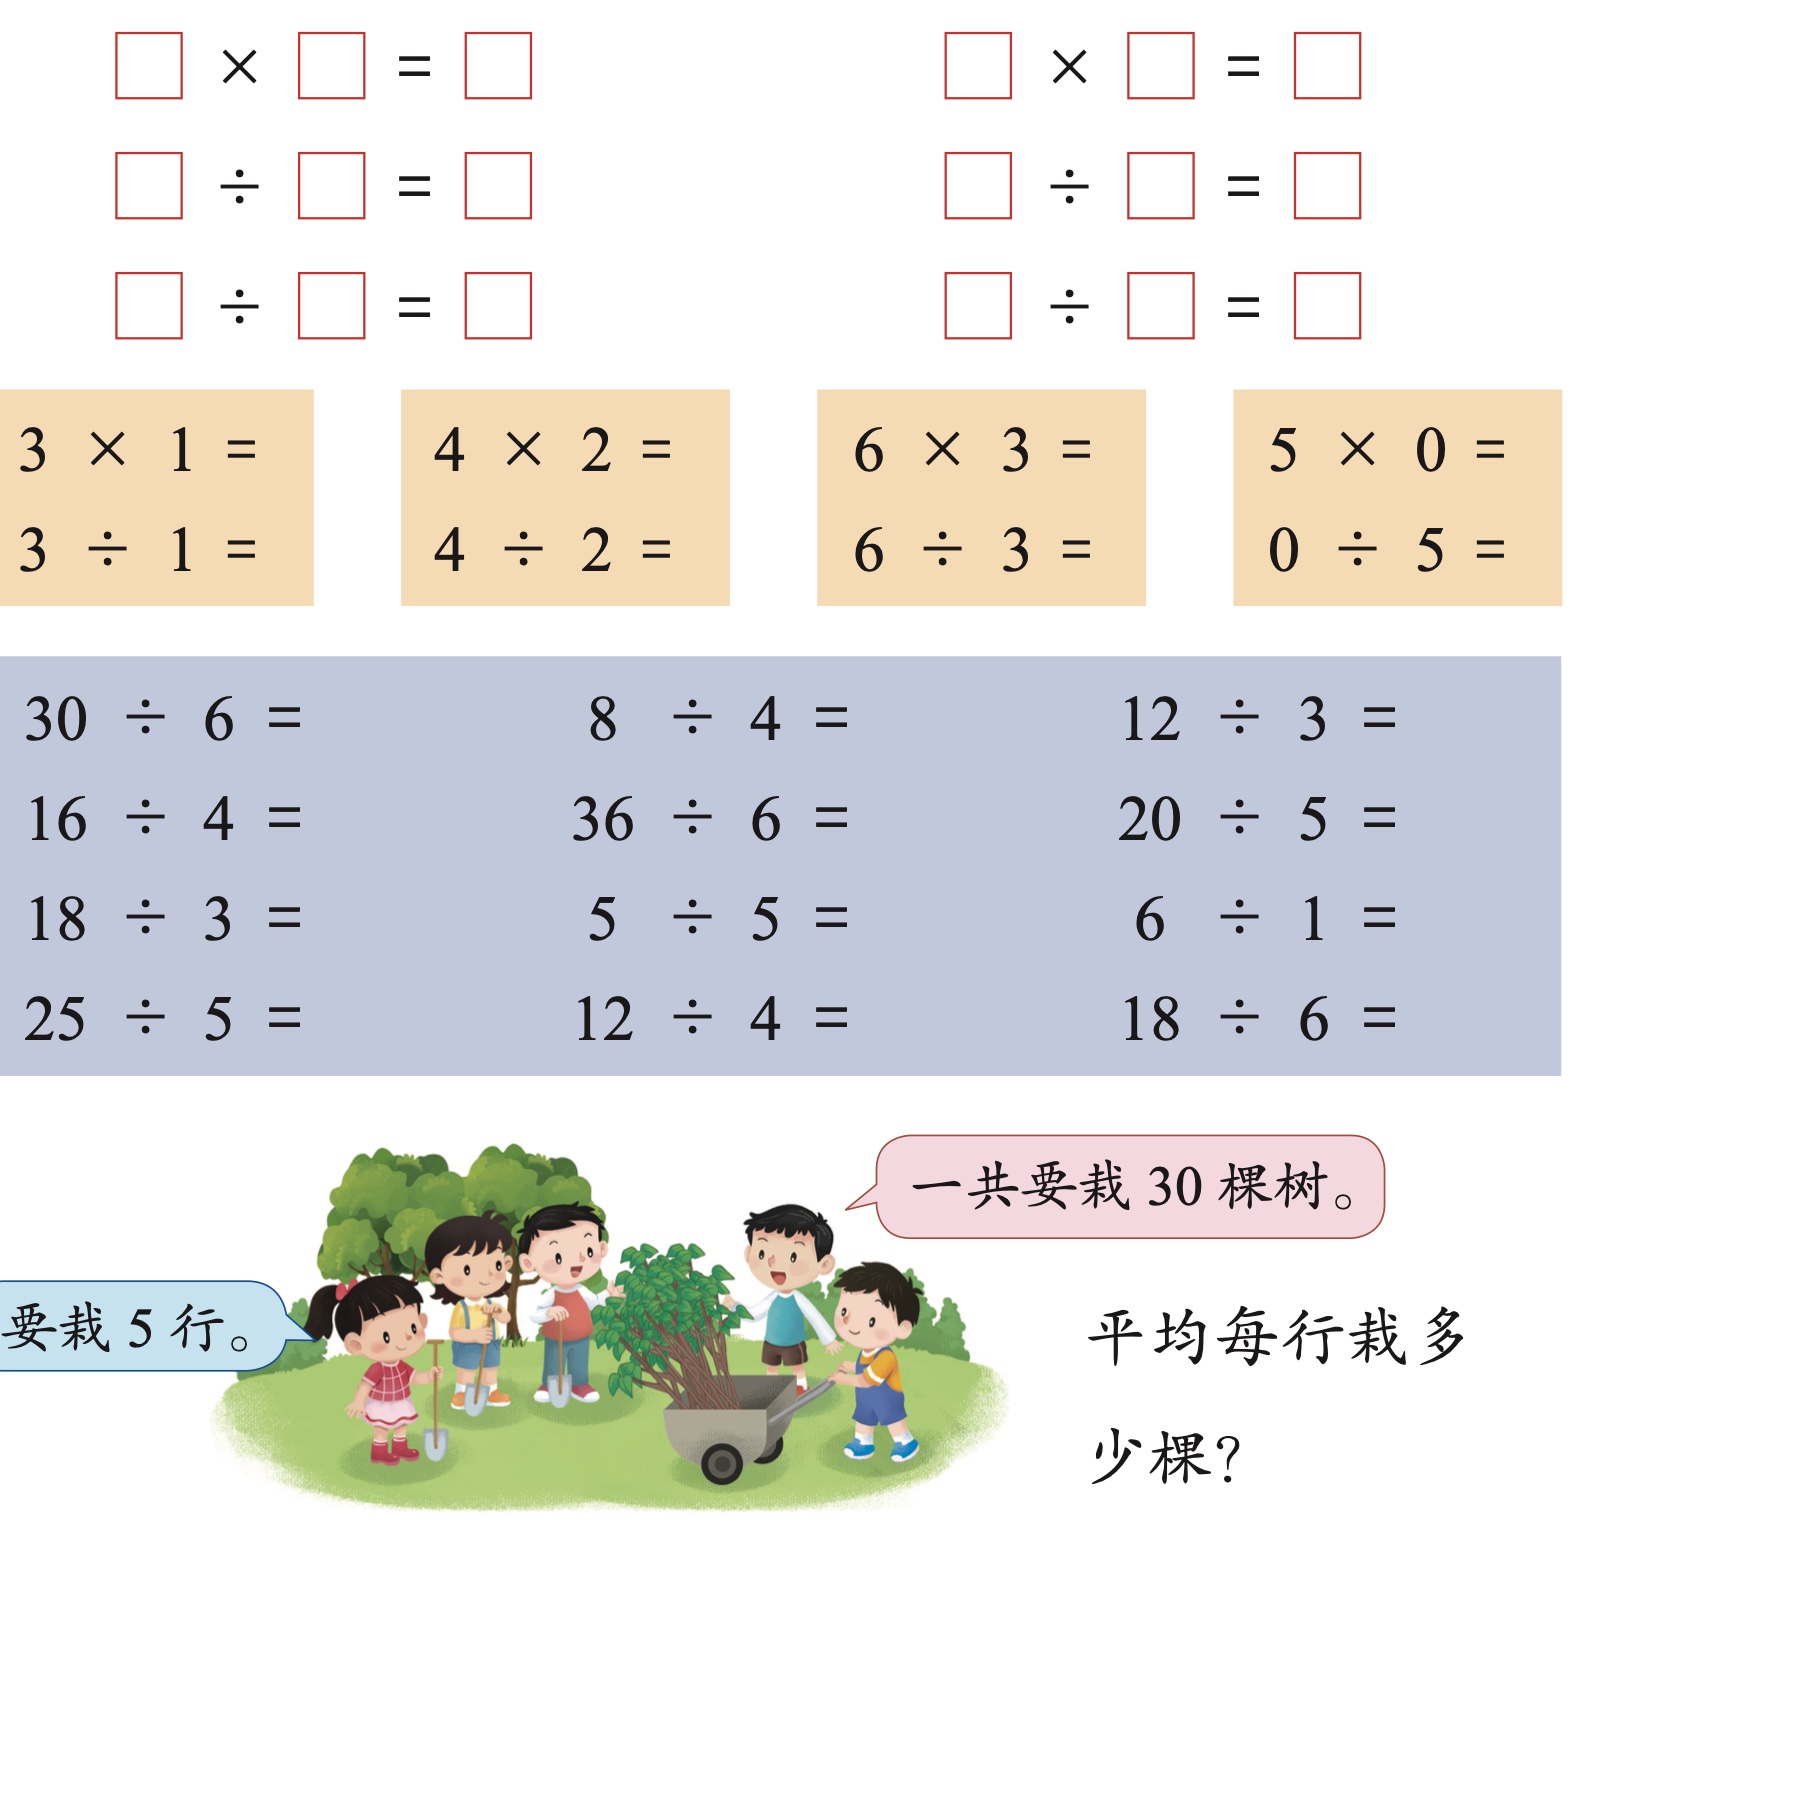 □ × □ = □ □ × □ = □
□ ÷ □ = □ □ ÷ □ = □
□ ÷ □ = □ □ ÷ □ = □
3 × 1 = 4 × 2 = 6 × 3 = 5 × 0 =
3 ÷ 1 = 4 ÷ 2 = 6 ÷ 3 = 0 ÷ 5 =
30 ÷ 6 = 8 ÷ 4 = 12 ÷ 3 =
16 ÷ 4 = 36 ÷ 6 = 20 ÷ 5 =
18 ÷ 3 = 5 ÷ 5 = 6 ÷ 1 =
25 ÷ 5 = 12 ÷ 4 = 18 ÷ 6 =
一共要栽 30 棵树。
要栽 5 行。
平均每行栽多
少棵？